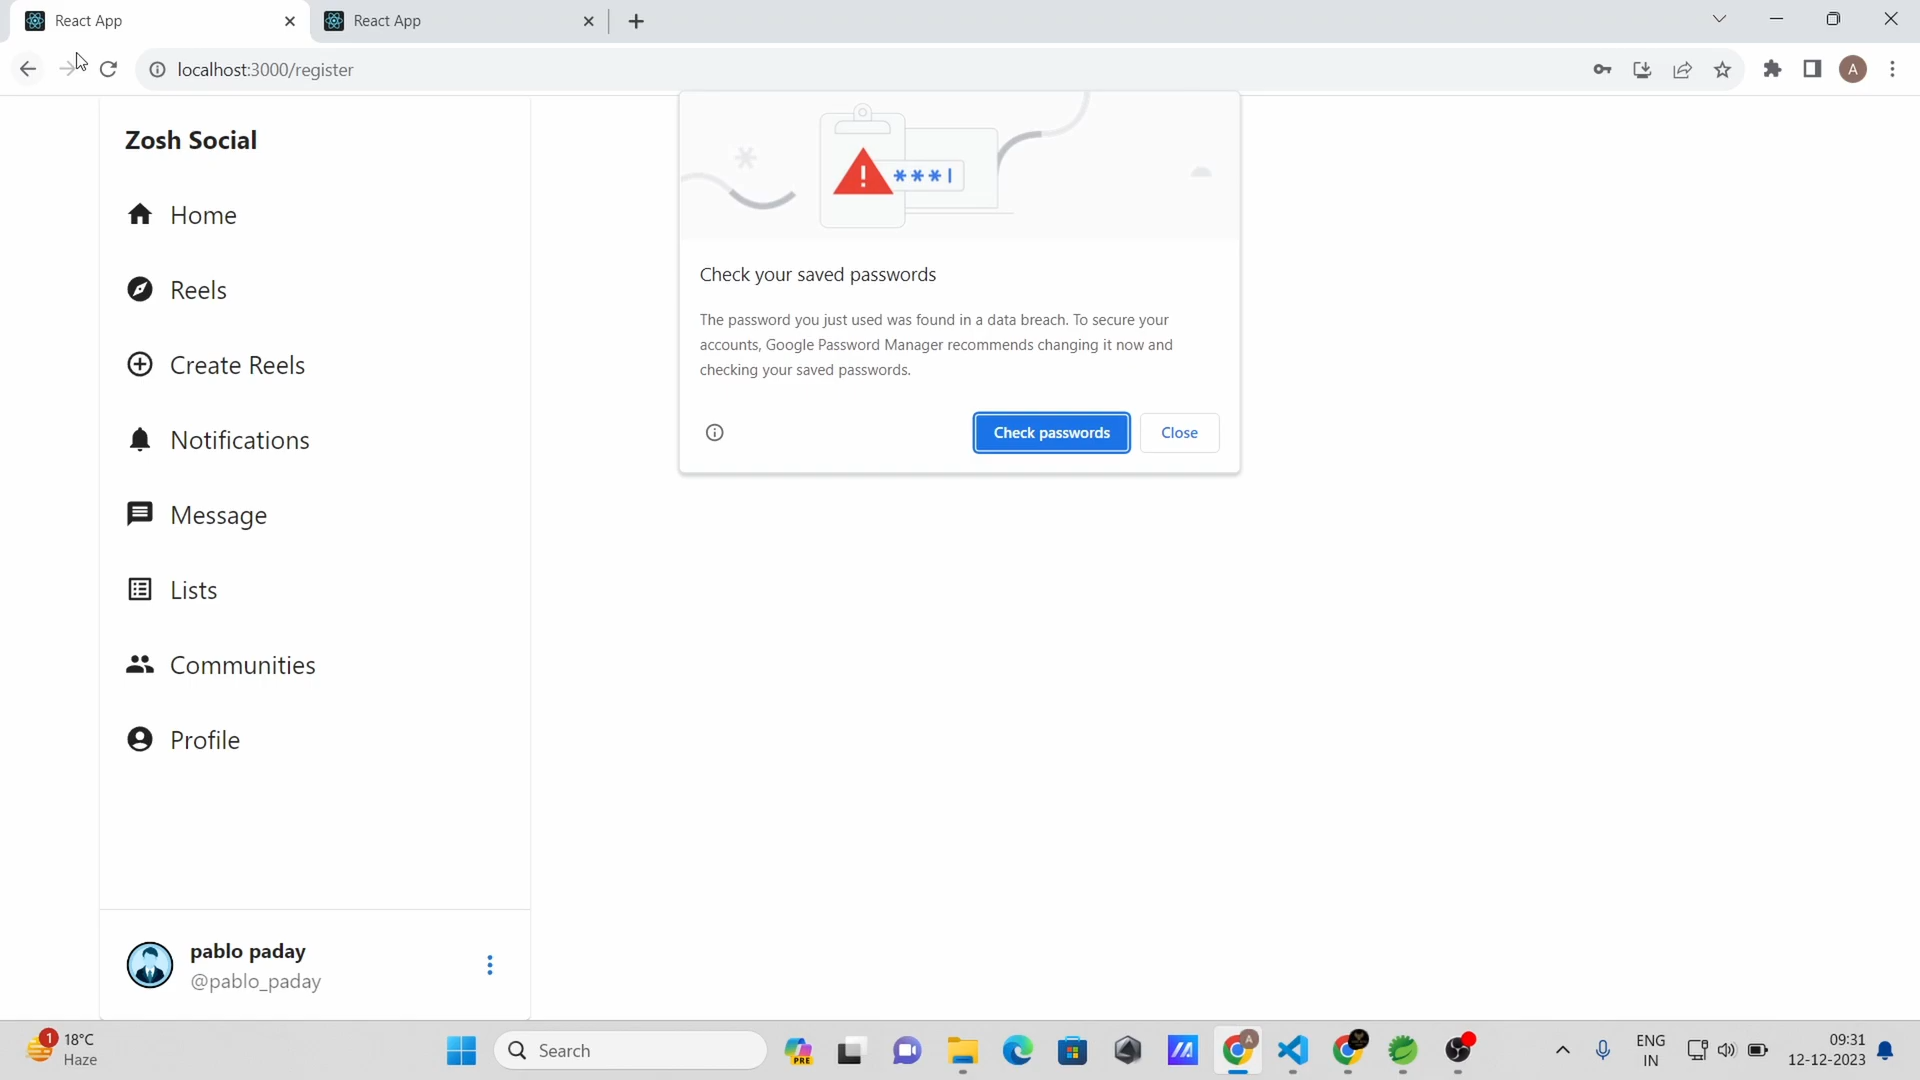 React App
React App
localhost:3000/register
A
Zosh Social
Home
Reels
Create Reels
Notifications
Message
Lists
Communities
Profile
pablo paday
@pablo_paday
***
Check your saved passwords
The password you just used was found in a data breach. To secure your
accounts, Google Password Manager recommends changing it now and
checking your saved passwords.
Check passwords
Close
1
18°C
Haze
Search
PRE
A
ENG
IN
09:31
12-12-2023